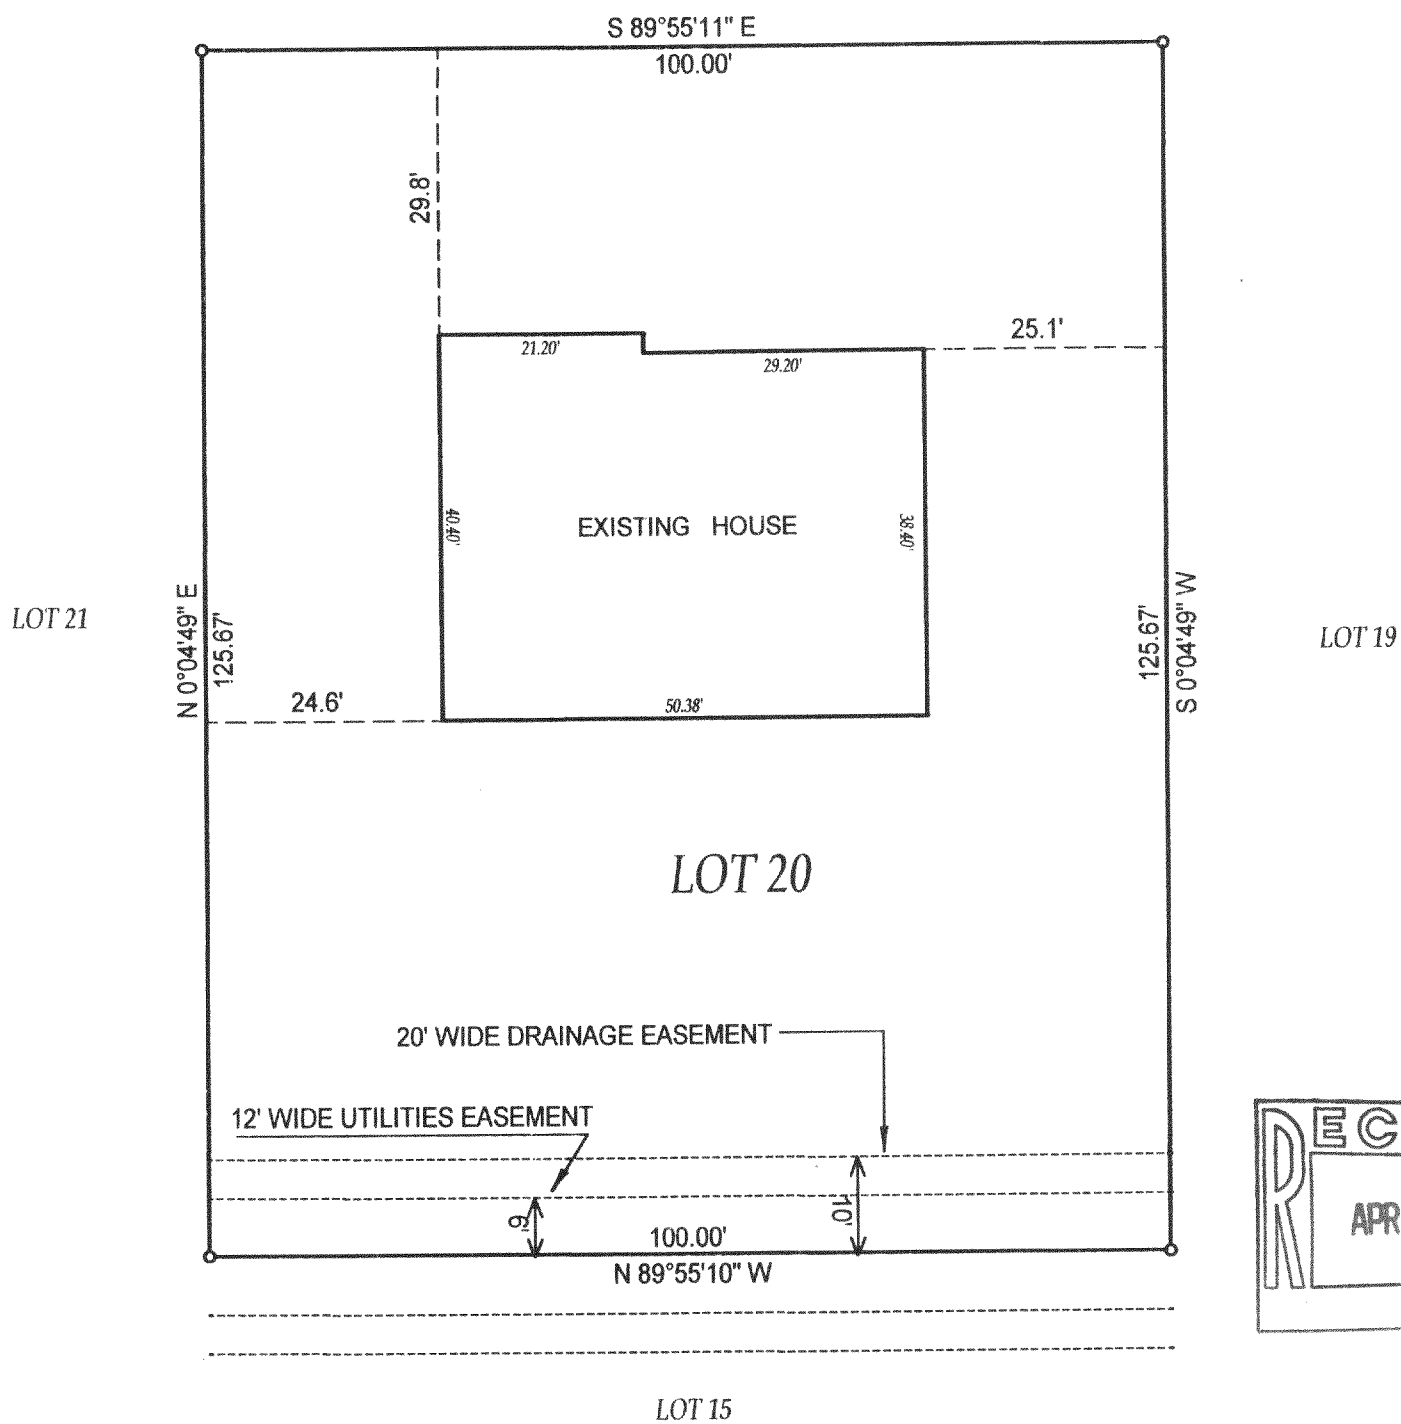 S 89°55'11" E
100.00'
29.8'
25.1'
21.20'
29.20'
40.40'
EXISTING HOUSE
38.40'
LOT 21
N 0°04'49" E
125.67'
125.67'
S 0°04'49" W
LOT 19
24.6'
50.38'
LOT 20
20' WIDE DRAINAGE EASEMENT
12' WIDE UTILITIES EASEMENT
REC
APR
6'
10'
100.00'
N 89°55'10" W
LOT 15